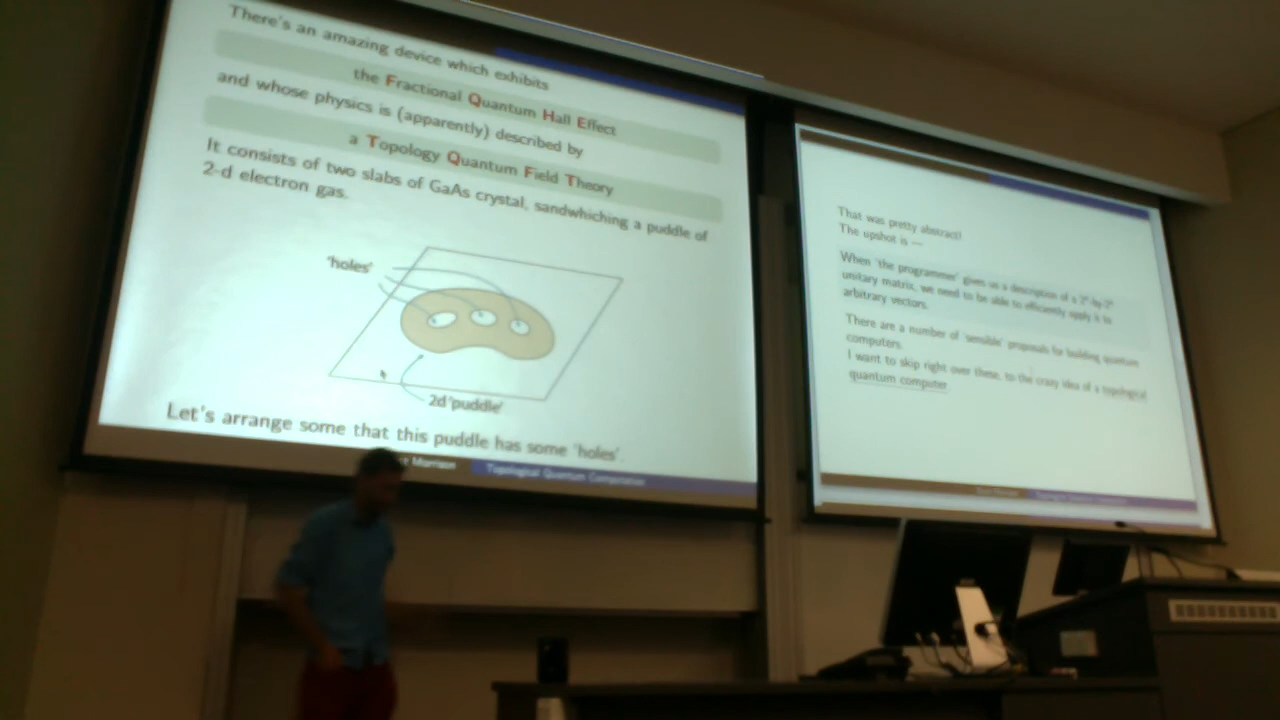 There's an amazing device which exhibits
the Fractional Quantum Hall Effect
and whose physics is (apparently) described by
a Topology Quantum Field Theory
It consists of two slabs of GaAs crystal, sandwhiching a puddle of
2-d electron gas.
'holes'
2d 'puddle'
Let's arrange some that this puddle has some 'holes'.
Morrison
Topological Quantum Computation
That was pretty abstract!
The upshot is —
When 'the programmer' gives us a description of a 2ⁿ-by-2ⁿ
unitary matrix, we need to be able to efficiently apply it to
arbitrary vectors.
There are a number of 'sensible' proposals for building quantum
computers.
I want to skip right over these, to the crazy idea of a topological
quantum computer